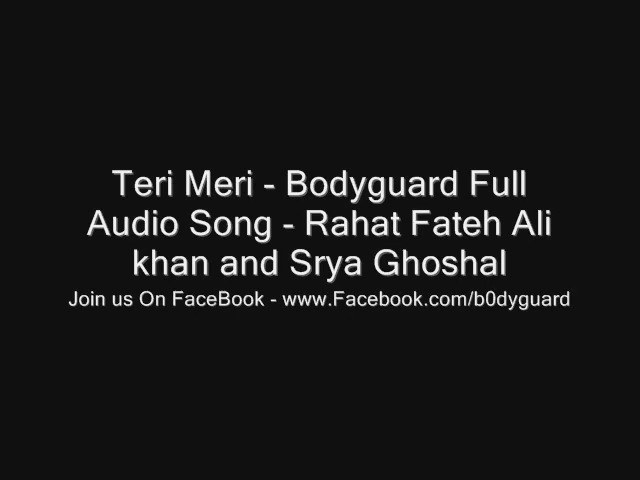 Teri Meri - Bodyguard Full
Audio Song - Rahat Fateh Ali
khan and Srya Ghoshal
Join us On FaceBook - www.Facebook.com/b0dyguard